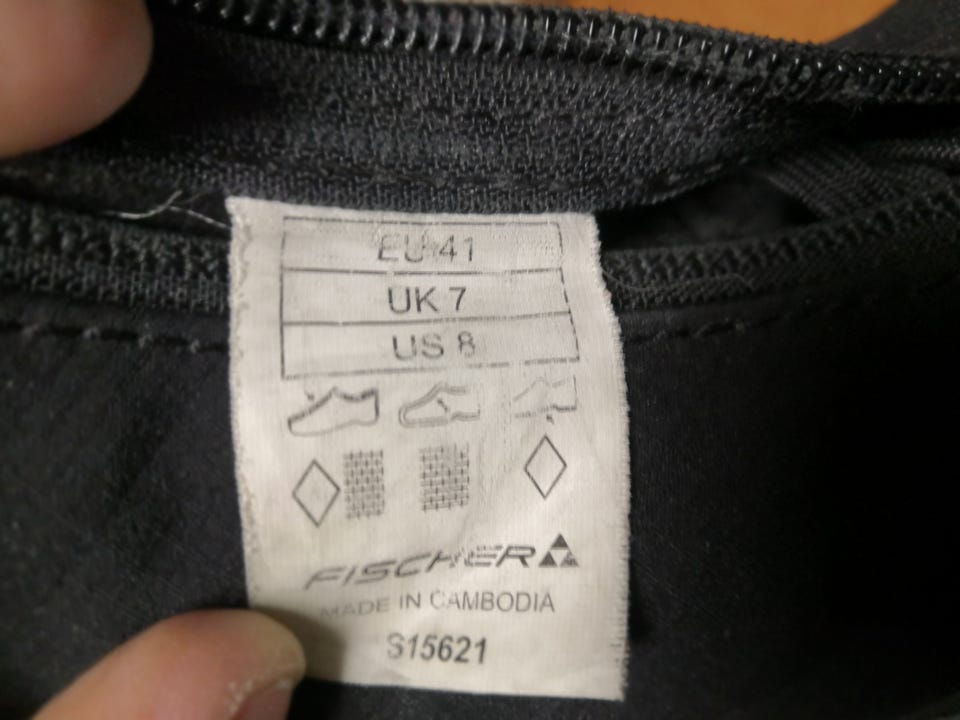 EU 41
UK 7
US 8
FISCHER
MADE IN CAMBODIA
S15621